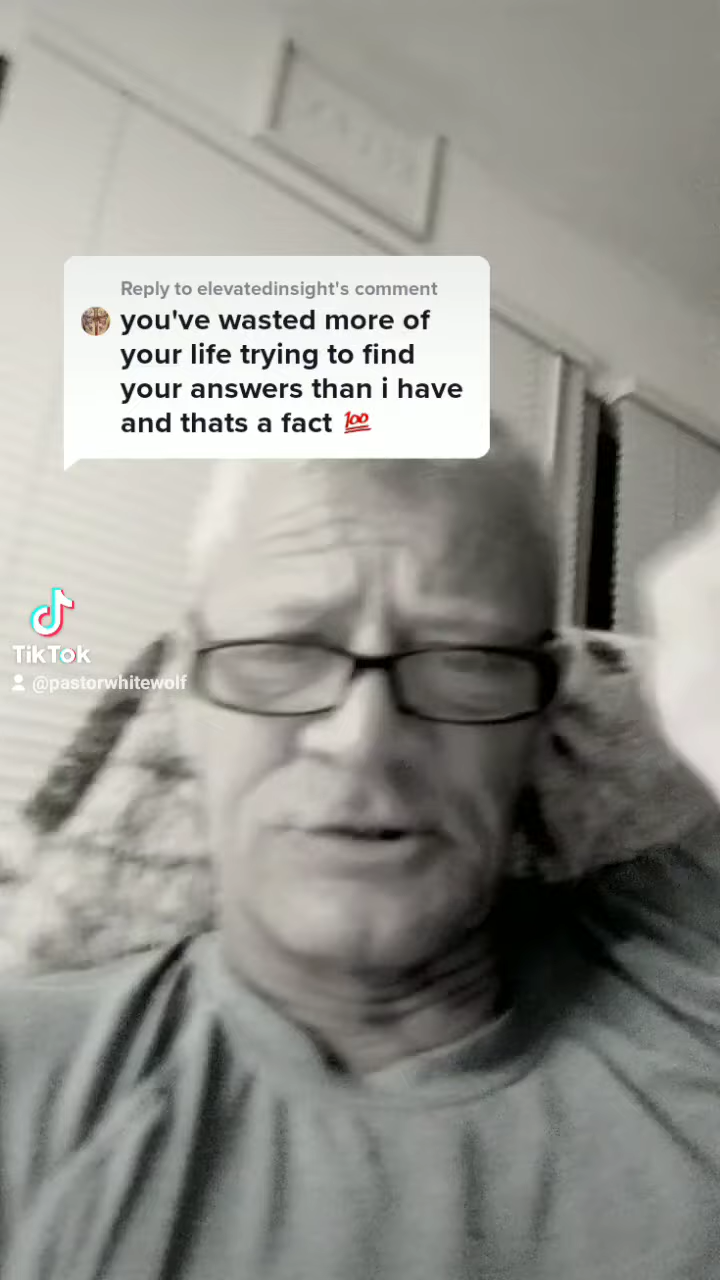 Reply to elevatedinsight's comment
you've wasted more of
your life trying to find
your answers than i have
and thats a fact 💯
TikTok
@pastorwhitewolf